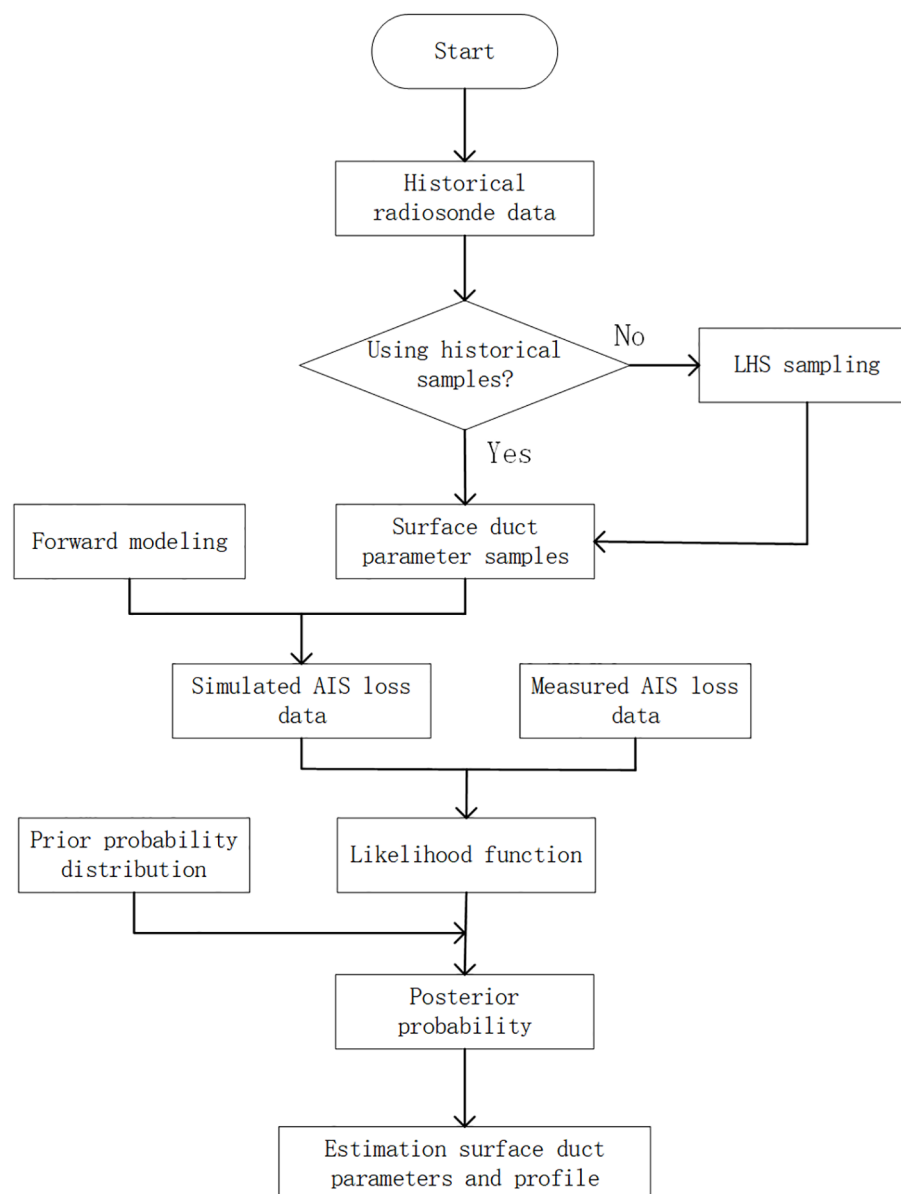 Start
Historical
radiosonde data
Using historical
samples?
No
LHS sampling
Yes
Forward modeling
Surface duct
parameter samples
Simulated AIS loss
data
Measured AIS loss
data
Prior probability
distribution
Likelihood function
Posterior
probability
Estimation surface duct
parameters and profile